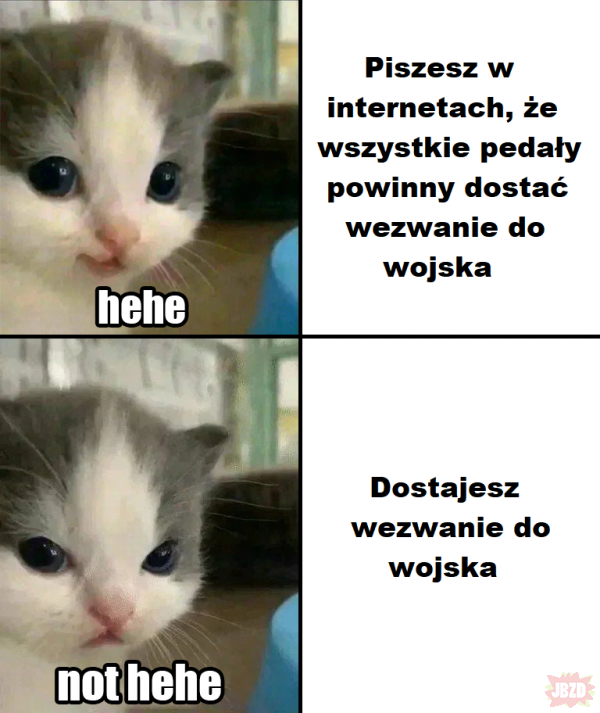 Piszesz w
internetach, że
wszystkie pedały
powinny dostać
wezwanie do
wojska
hehe
Dostajesz
wezwanie do
wojska
not hehe
JBZD